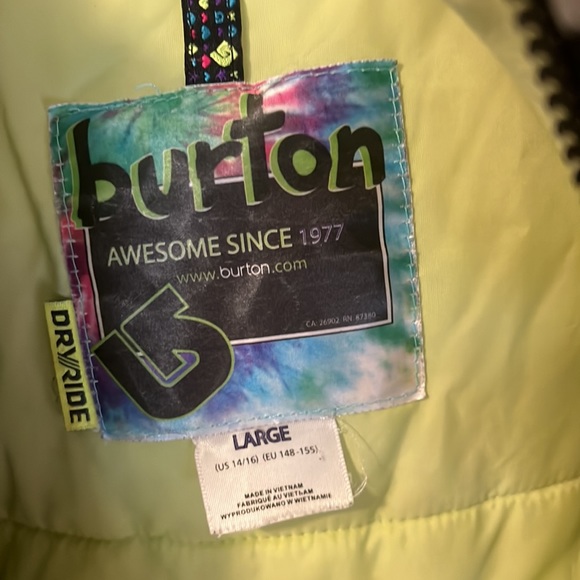 burton
AWESOME SINCE 1977
www.burton.com
CA: 26902 RN 87380
DRYRIDE
LARGE
(US 14/16) (EU 148-155)
MADE IN VIETNAM
FABRIQUÉ AU VIETNAM
WYPRODUKOWANO W WIETNAMIE